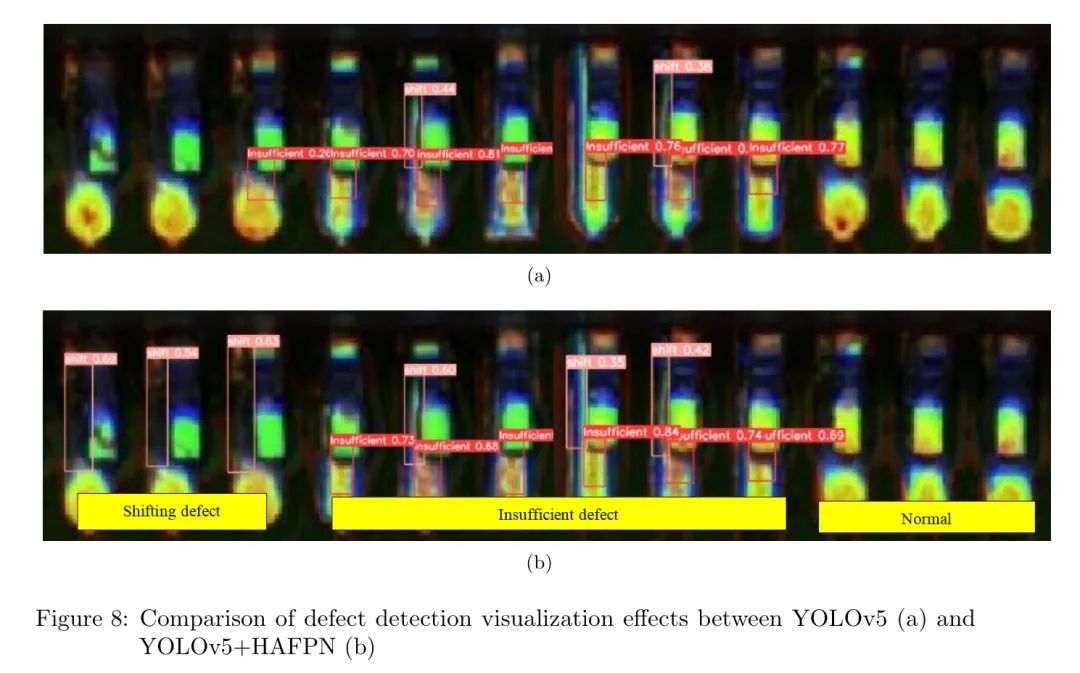 shift 0.44
shift 0.38
Insufficient 0.26
Insufficient 0.70
Insufficient 0.81
Insufficien
Insufficient 0.76
sufficient 0.
Insufficient 0.77
(a)
shift 0.69
shift 0.54
shift 0.63
shift 0.60
shift 0.35
shift 0.42
Insufficient 0.73
Insufficient 0.68
Insufficient
Insufficient 0.84
ufficient 0.74
ufficient 0.69
Shifting defect
Insufficient defect
Normal
(b)
Figure 8: Comparison of defect detection visualization effects between YOLOv5 (a) and
YOLOv5+HAFPN (b)